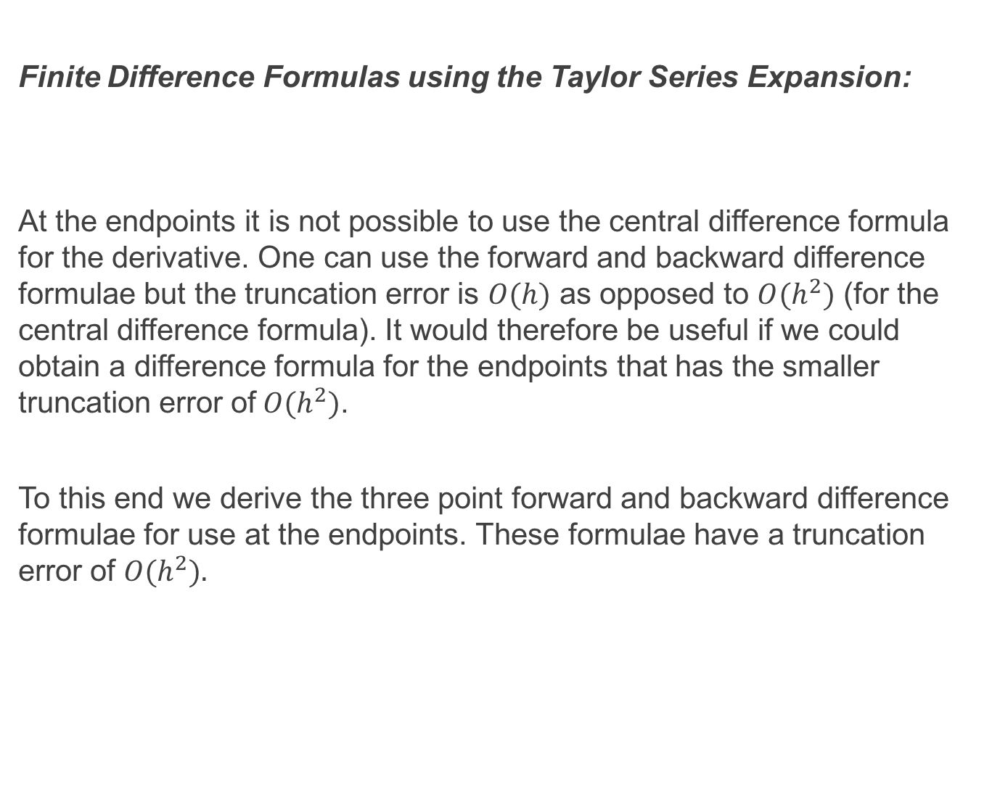 Finite Difference Formulas using the Taylor Series Expansion:
At the endpoints it is not possible to use the central difference formula
for the derivative. One can use the forward and backward difference
formulae but the truncation error is O(h) as opposed to O(h²) (for the
central difference formula). It would therefore be useful if we could
obtain a difference formula for the endpoints that has the smaller
truncation error of O(h²).
To this end we derive the three point forward and backward difference
formulae for use at the endpoints. These formulae have a truncation
error of O(h²).